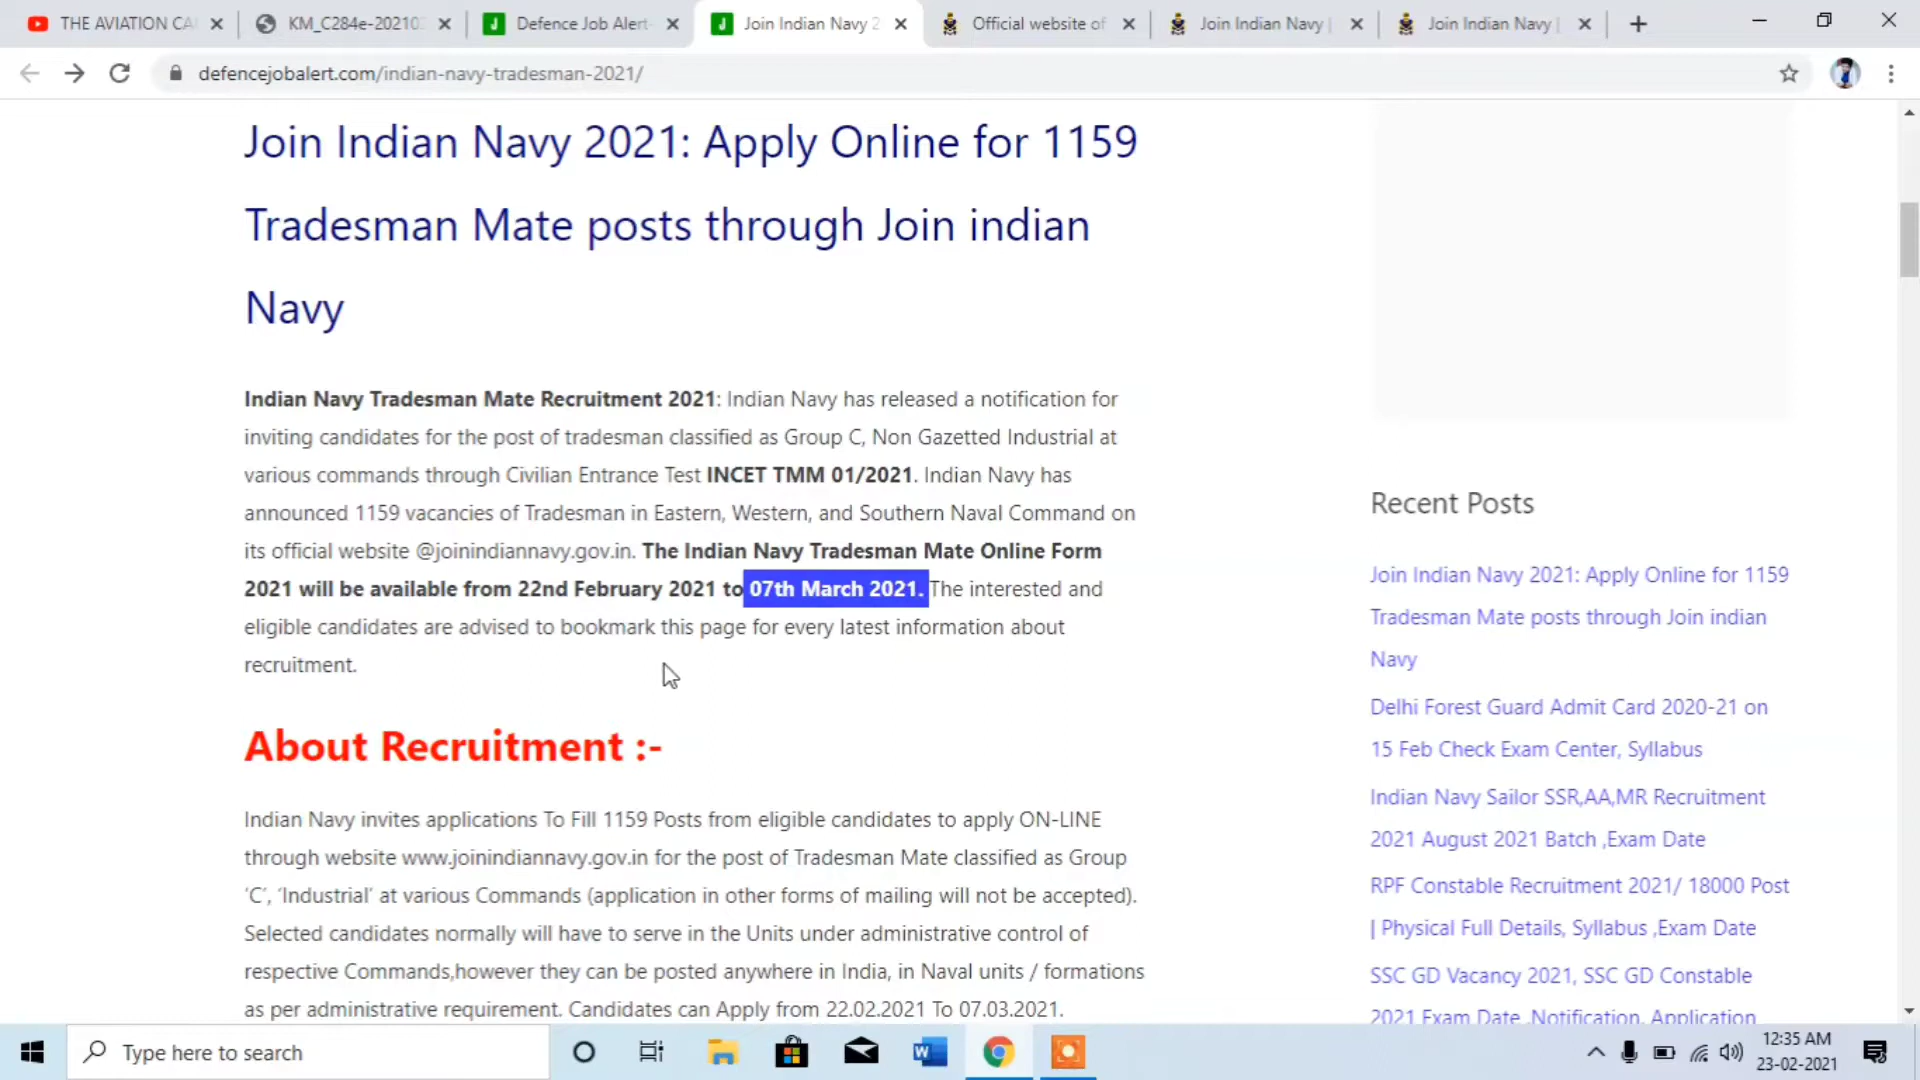 THE AVIATION CA
KM_C284e-20210
Defence Job Alert
Join Indian Navy 2
Official website of
Join Indian Navy |
Join Indian Navy |
defencejobalert.com/indian-navy-tradesman-2021/
Join Indian Navy 2021: Apply Online for 1159
Tradesman Mate posts through Join indian
Navy
Indian Navy Tradesman Mate Recruitment 2021: Indian Navy has released a notification for
inviting candidates for the post of tradesman classified as Group C, Non Gazetted Industrial at
various commands through Civilian Entrance Test INCET TMM 01/2021. Indian Navy has
announced 1159 vacancies of Tradesman in Eastern, Western, and Southern Naval Command on
its official website @joinindiannavy.gov.in. The Indian Navy Tradesman Mate Online Form
2021 will be available from 22nd February 2021 to 07th March 2021. The interested and
eligible candidates are advised to bookmark this page for every latest information about
recruitment.
About Recruitment :-
Indian Navy invites applications To Fill 1159 Posts from eligible candidates to apply ON-LINE
through website www.joinindiannavy.gov.in for the post of Tradesman Mate classified as Group
‘C’, ‘Industrial’ at various Commands (application in other forms of mailing will not be accepted).
Selected candidates normally will have to serve in the Units under administrative control of
respective Commands,however they can be posted anywhere in India, in Naval units / formations
as per administrative requirement. Candidates can Apply from 22.02.2021 To 07.03.2021.
Recent Posts
Join Indian Navy 2021: Apply Online for 1159
Tradesman Mate posts through Join indian
Navy
Delhi Forest Guard Admit Card 2020-21 on
15 Feb Check Exam Center, Syllabus
Indian Navy Sailor SSR,AA,MR Recruitment
2021 August 2021 Batch ,Exam Date
RPF Constable Recruitment 2021/ 18000 Post
| Physical Full Details, Syllabus ,Exam Date
SSC GD Vacancy 2021, SSC GD Constable
2021 Exam Date ,Notification, Application
Type here to search
12:35 AM
23-02-2021